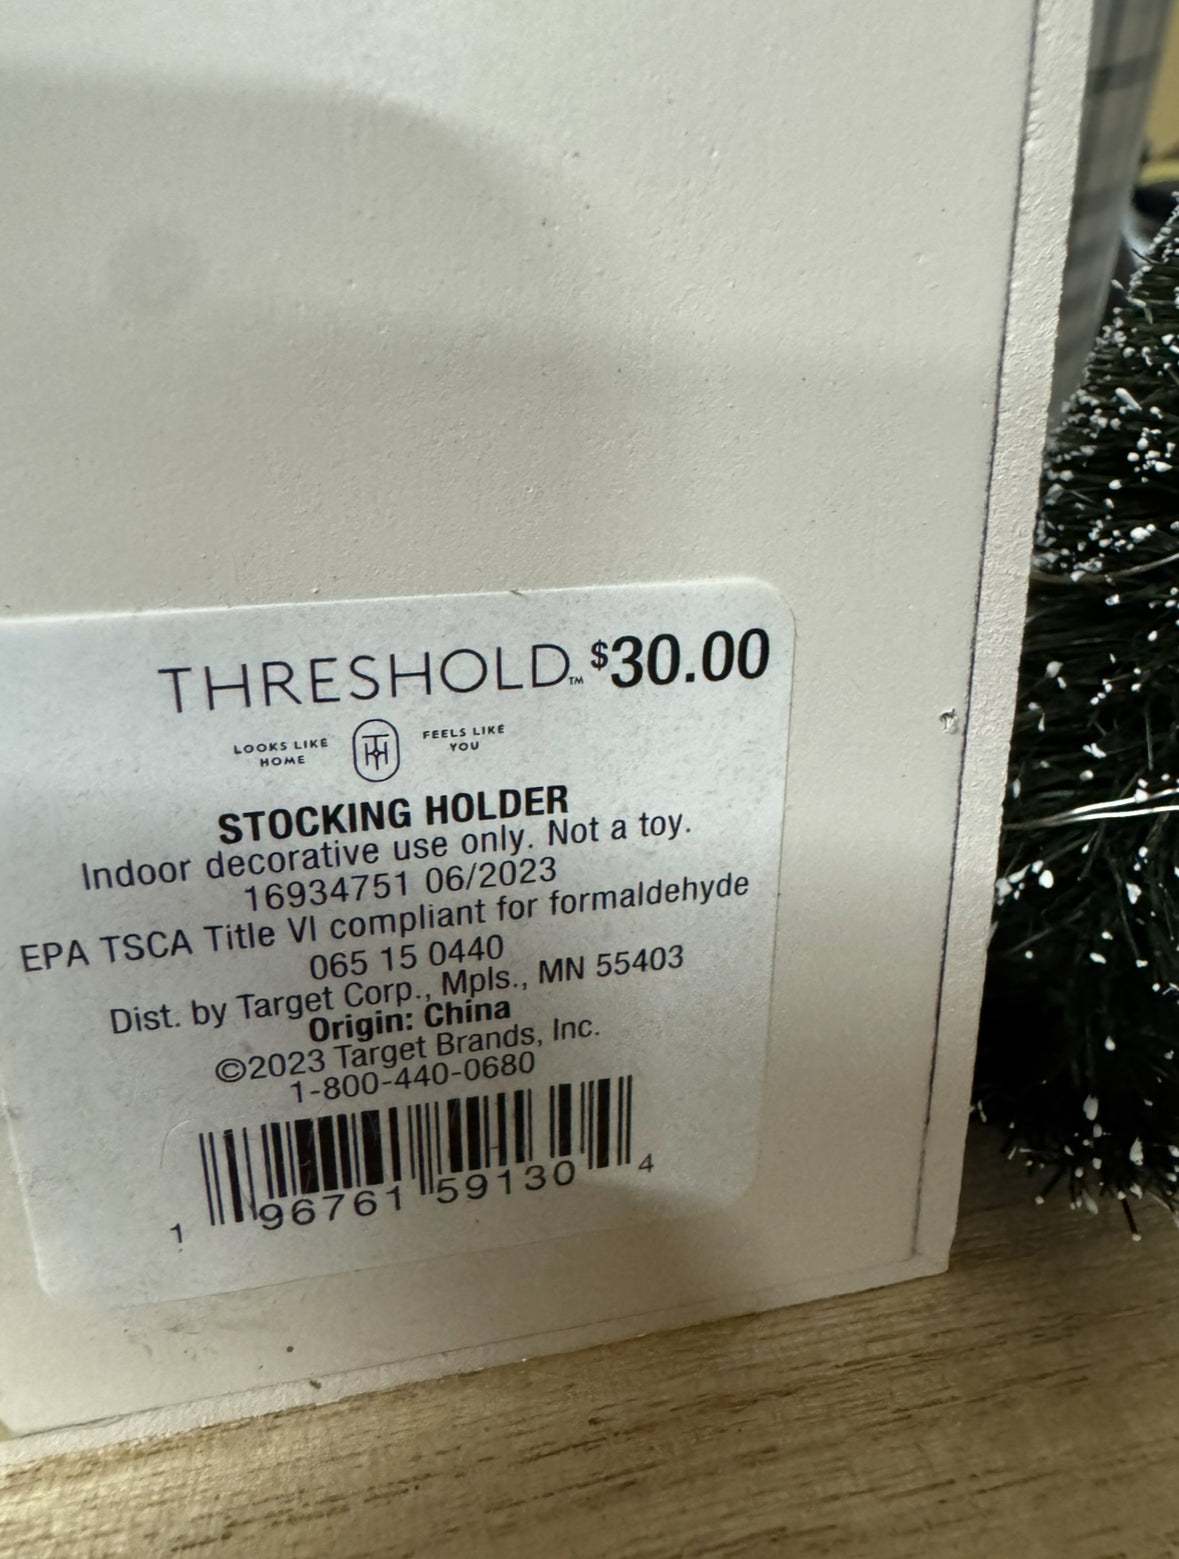 THRESHOLD™ $30.00
LOOKS LIKE HOME
FEELS LIKE YOU
STOCKING HOLDER
Indoor decorative use only. Not a toy.
16934751 06/2023
EPA TSCA Title VI compliant for formaldehyde
065 15 0440
Dist. by Target Corp., Mpls., MN 55403
Origin: China
©2023 Target Brands, Inc.
1-800-440-0680
1 96761 59130 4